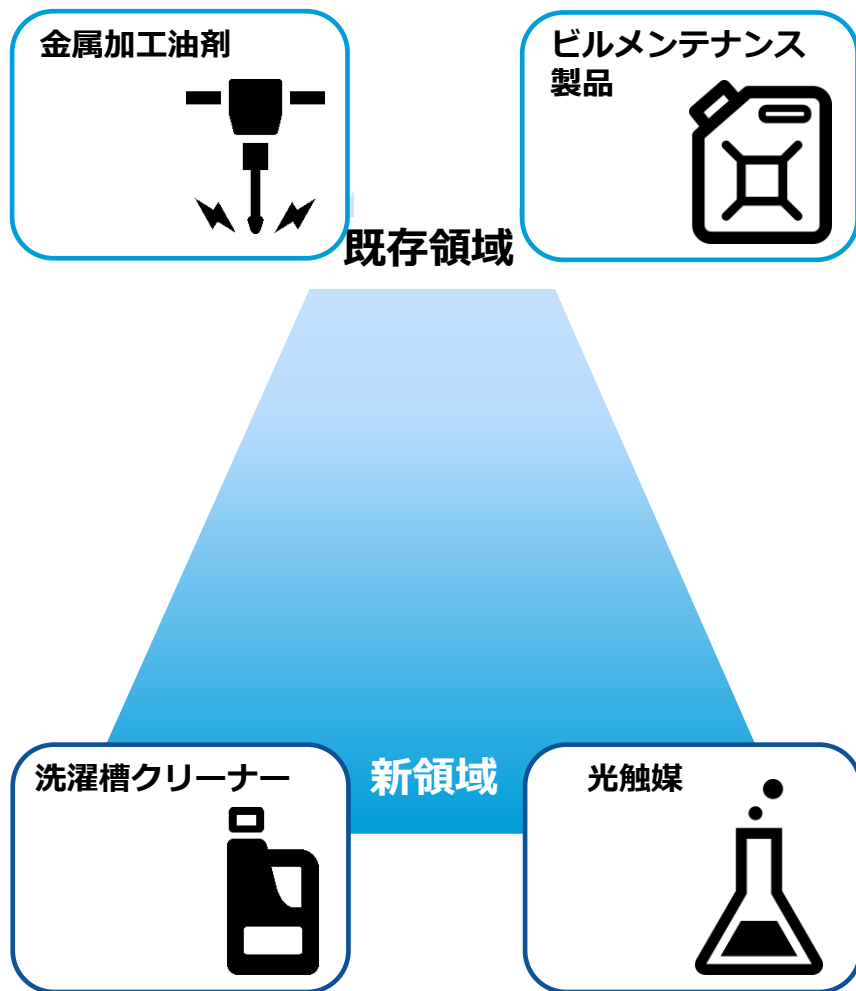 金属加工油剤
ビルメンテナンス
製品
既存領域
洗濯槽クリーナー
新領域
光触媒